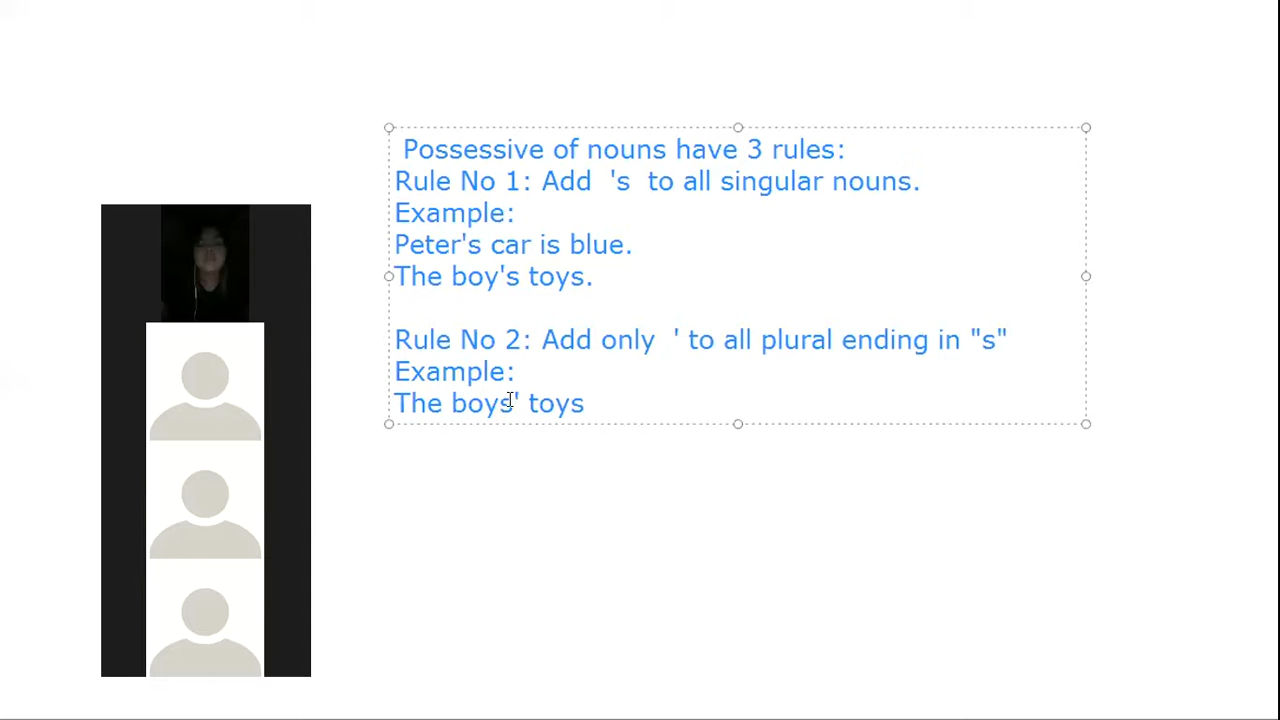 Possessive of nouns have 3 rules:
Rule No 1: Add  's  to all singular nouns.
Example:
Peter's car is blue.
The boy's toys.
Rule No 2: Add only  ' to all plural ending in "s"
Example:
The boys' toys